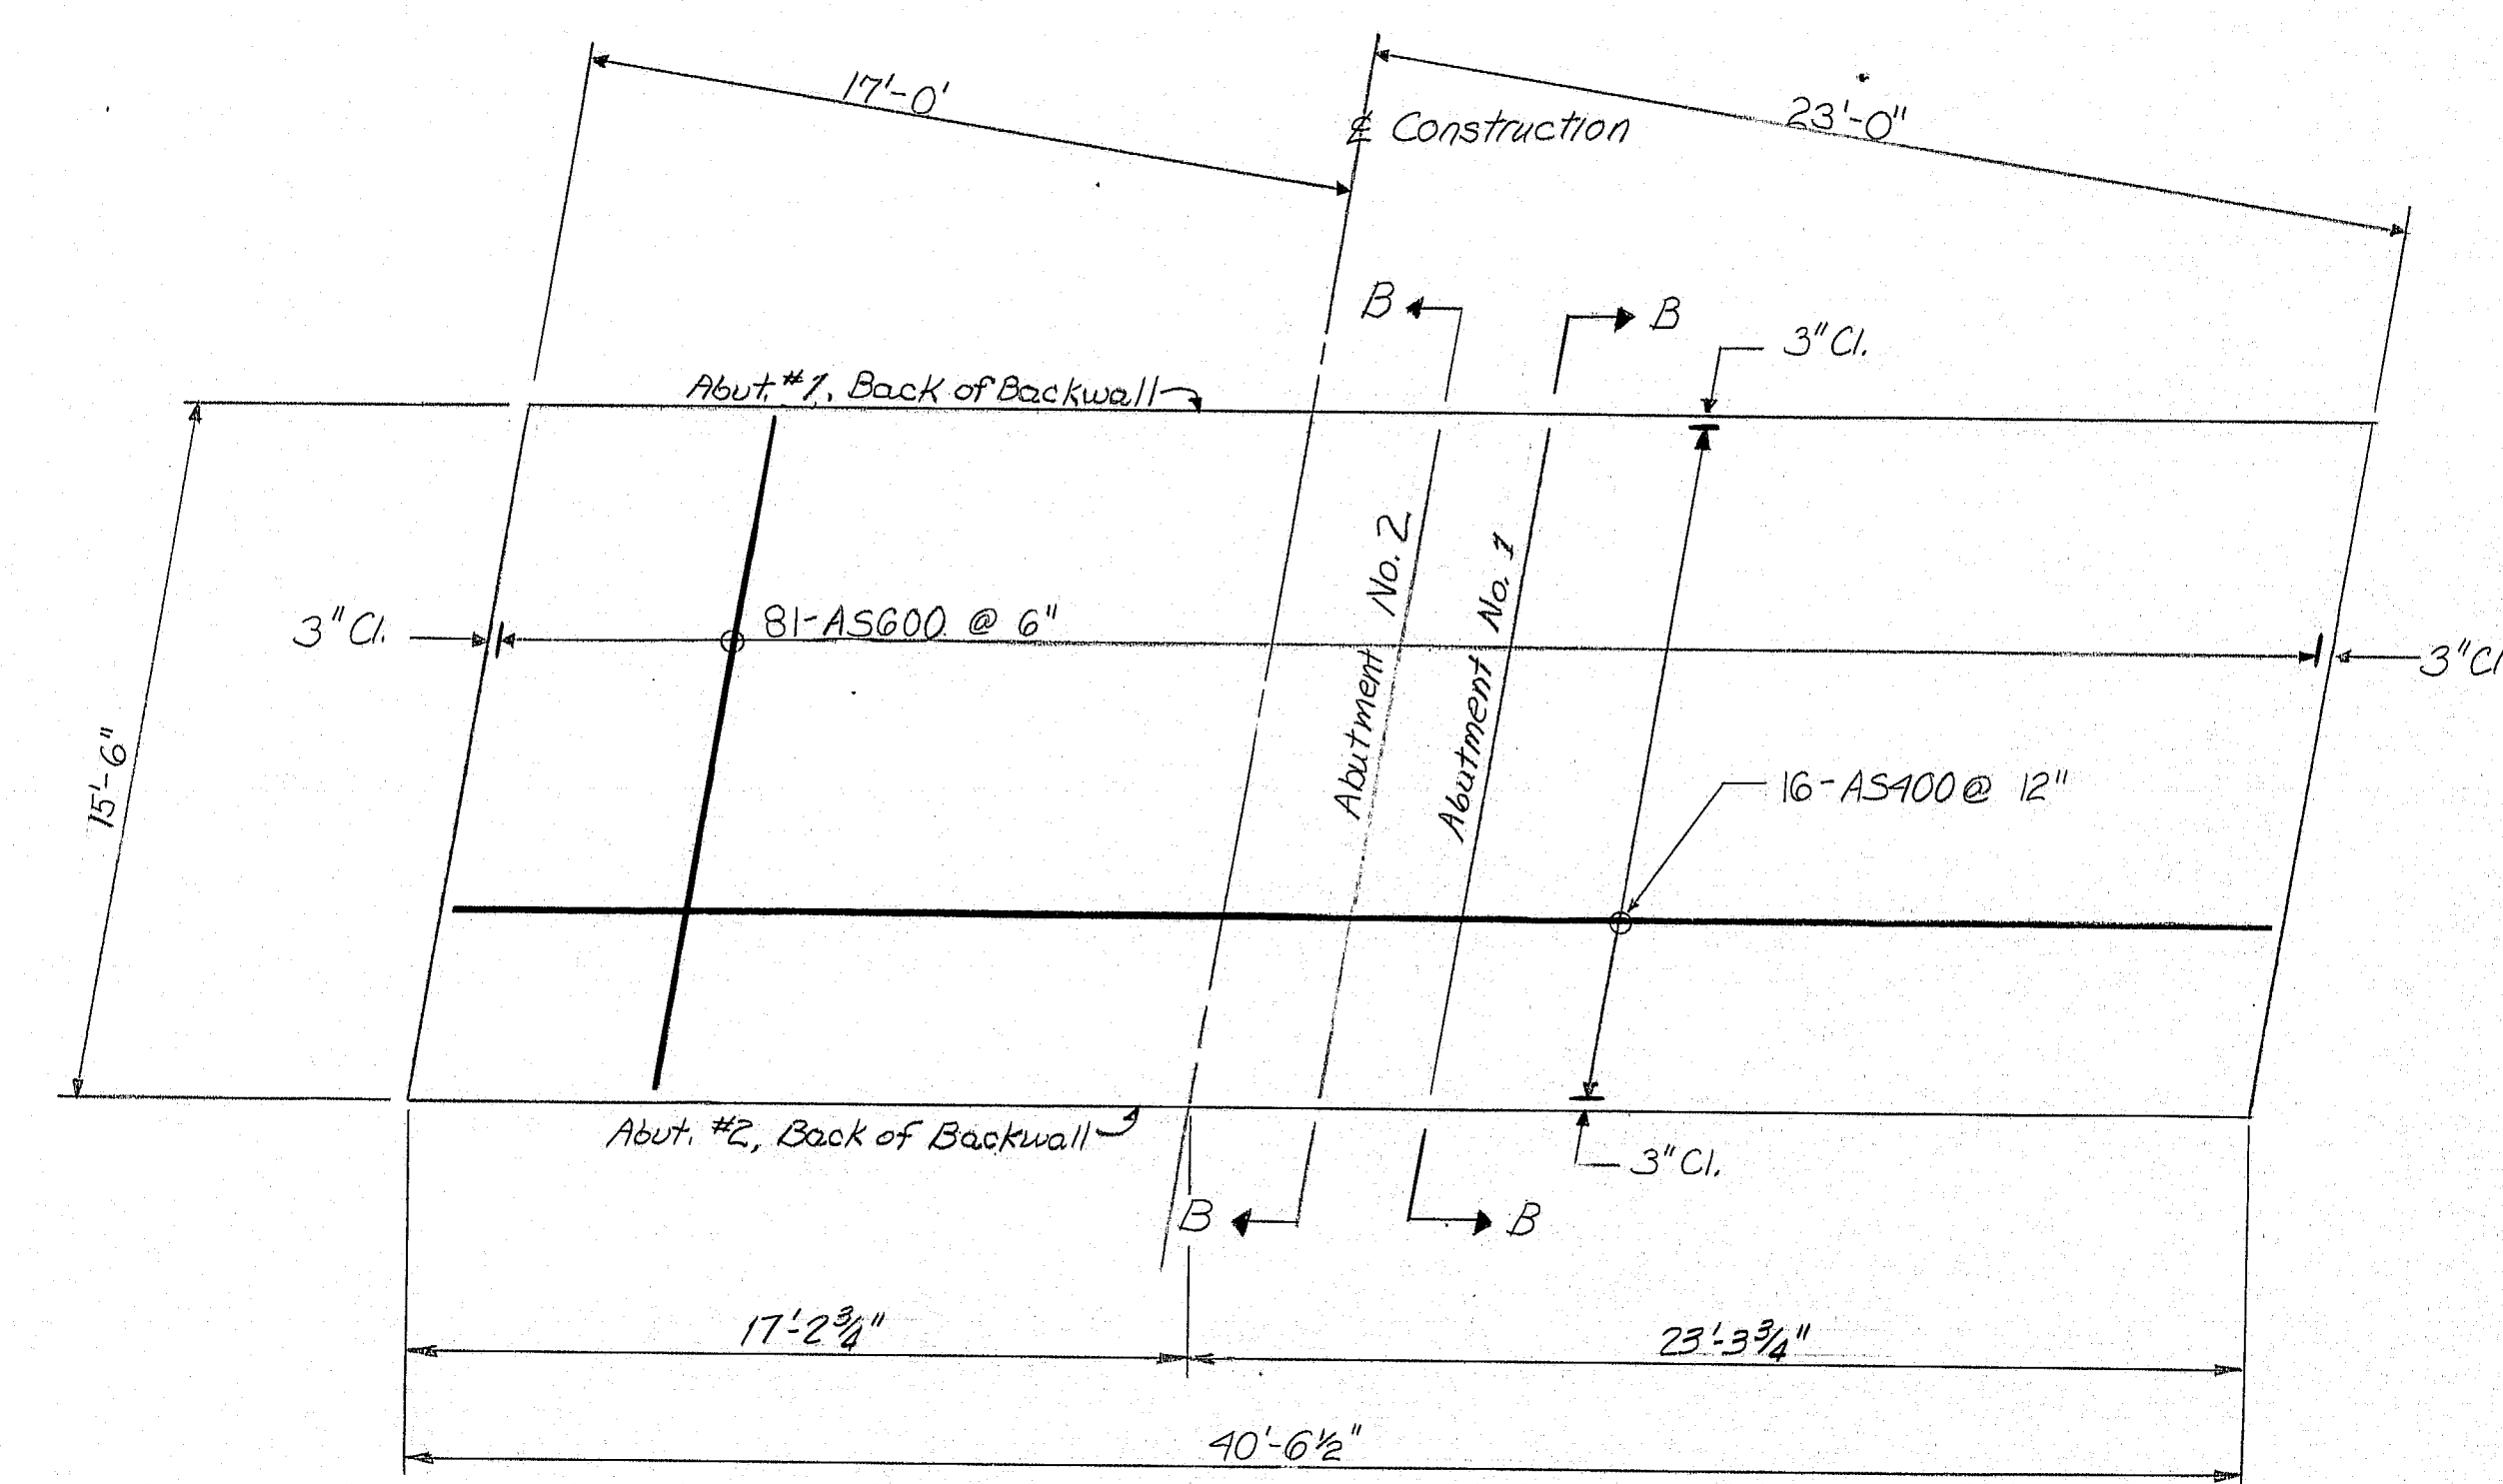 17'-0'
23'-0"
℄ Construction
B
B
3"Cl.
Abut. #1, Back of Backwall
Abutment No. 2
Abutment No. 1
3"Cl.
81-AS600 @ 6"
3"Cl
15'-6"
16-AS400 @ 12"
Abut. #2, Back of Backwall
3"Cl.
B
B
17'-2¾"
23'-3¾"
40'-6½"